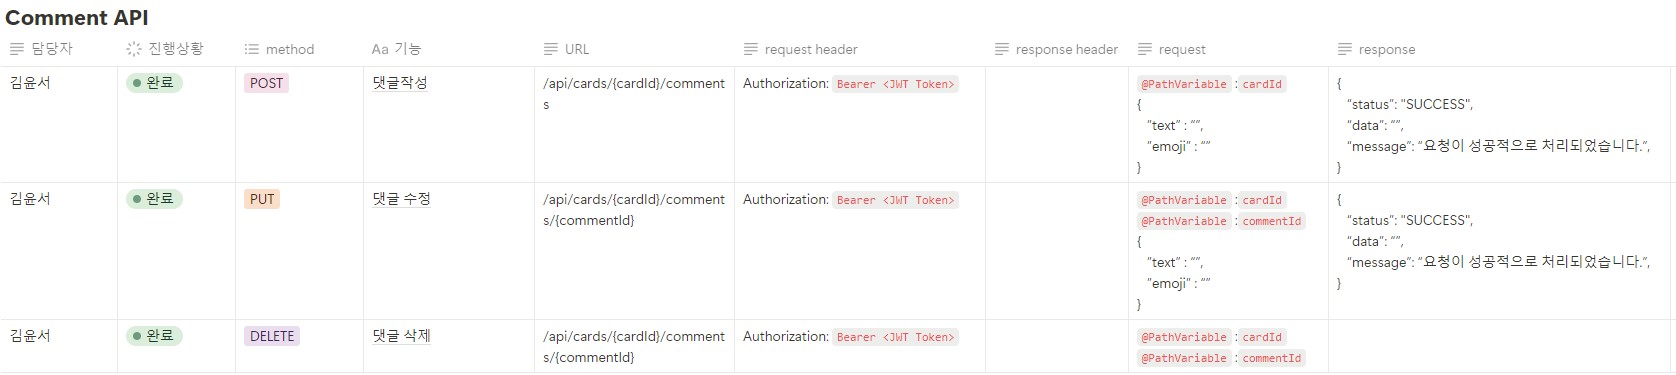 Comment API
담당자 진행상황 method Aa 기능 URL request header response header request response
김윤서 완료 POST 댓글작성 /api/cards/{cardId}/comment Authorization: Bearer <JWT Token> @PathVariable : cardId {
s { "status": "SUCCESS",
"text" : "", "data": "",
"emoji" : "" "message": "요청이 성공적으로 처리되었습니다.",
} }
김윤서 완료 PUT 댓글 수정 /api/cards/{cardId}/comment Authorization: Bearer <JWT Token> @PathVariable : cardId {
s/{commentId} @PathVariable : commentId "status": "SUCCESS",
{ "data": "",
"text" : "", "message": "요청이 성공적으로 처리되었습니다.",
"emoji" : "" }
}
김윤서 완료 DELETE 댓글 삭제 /api/cards/{cardId}/comment Authorization: Bearer <JWT Token> @PathVariable : cardId
s/{commentId} @PathVariable : commentId